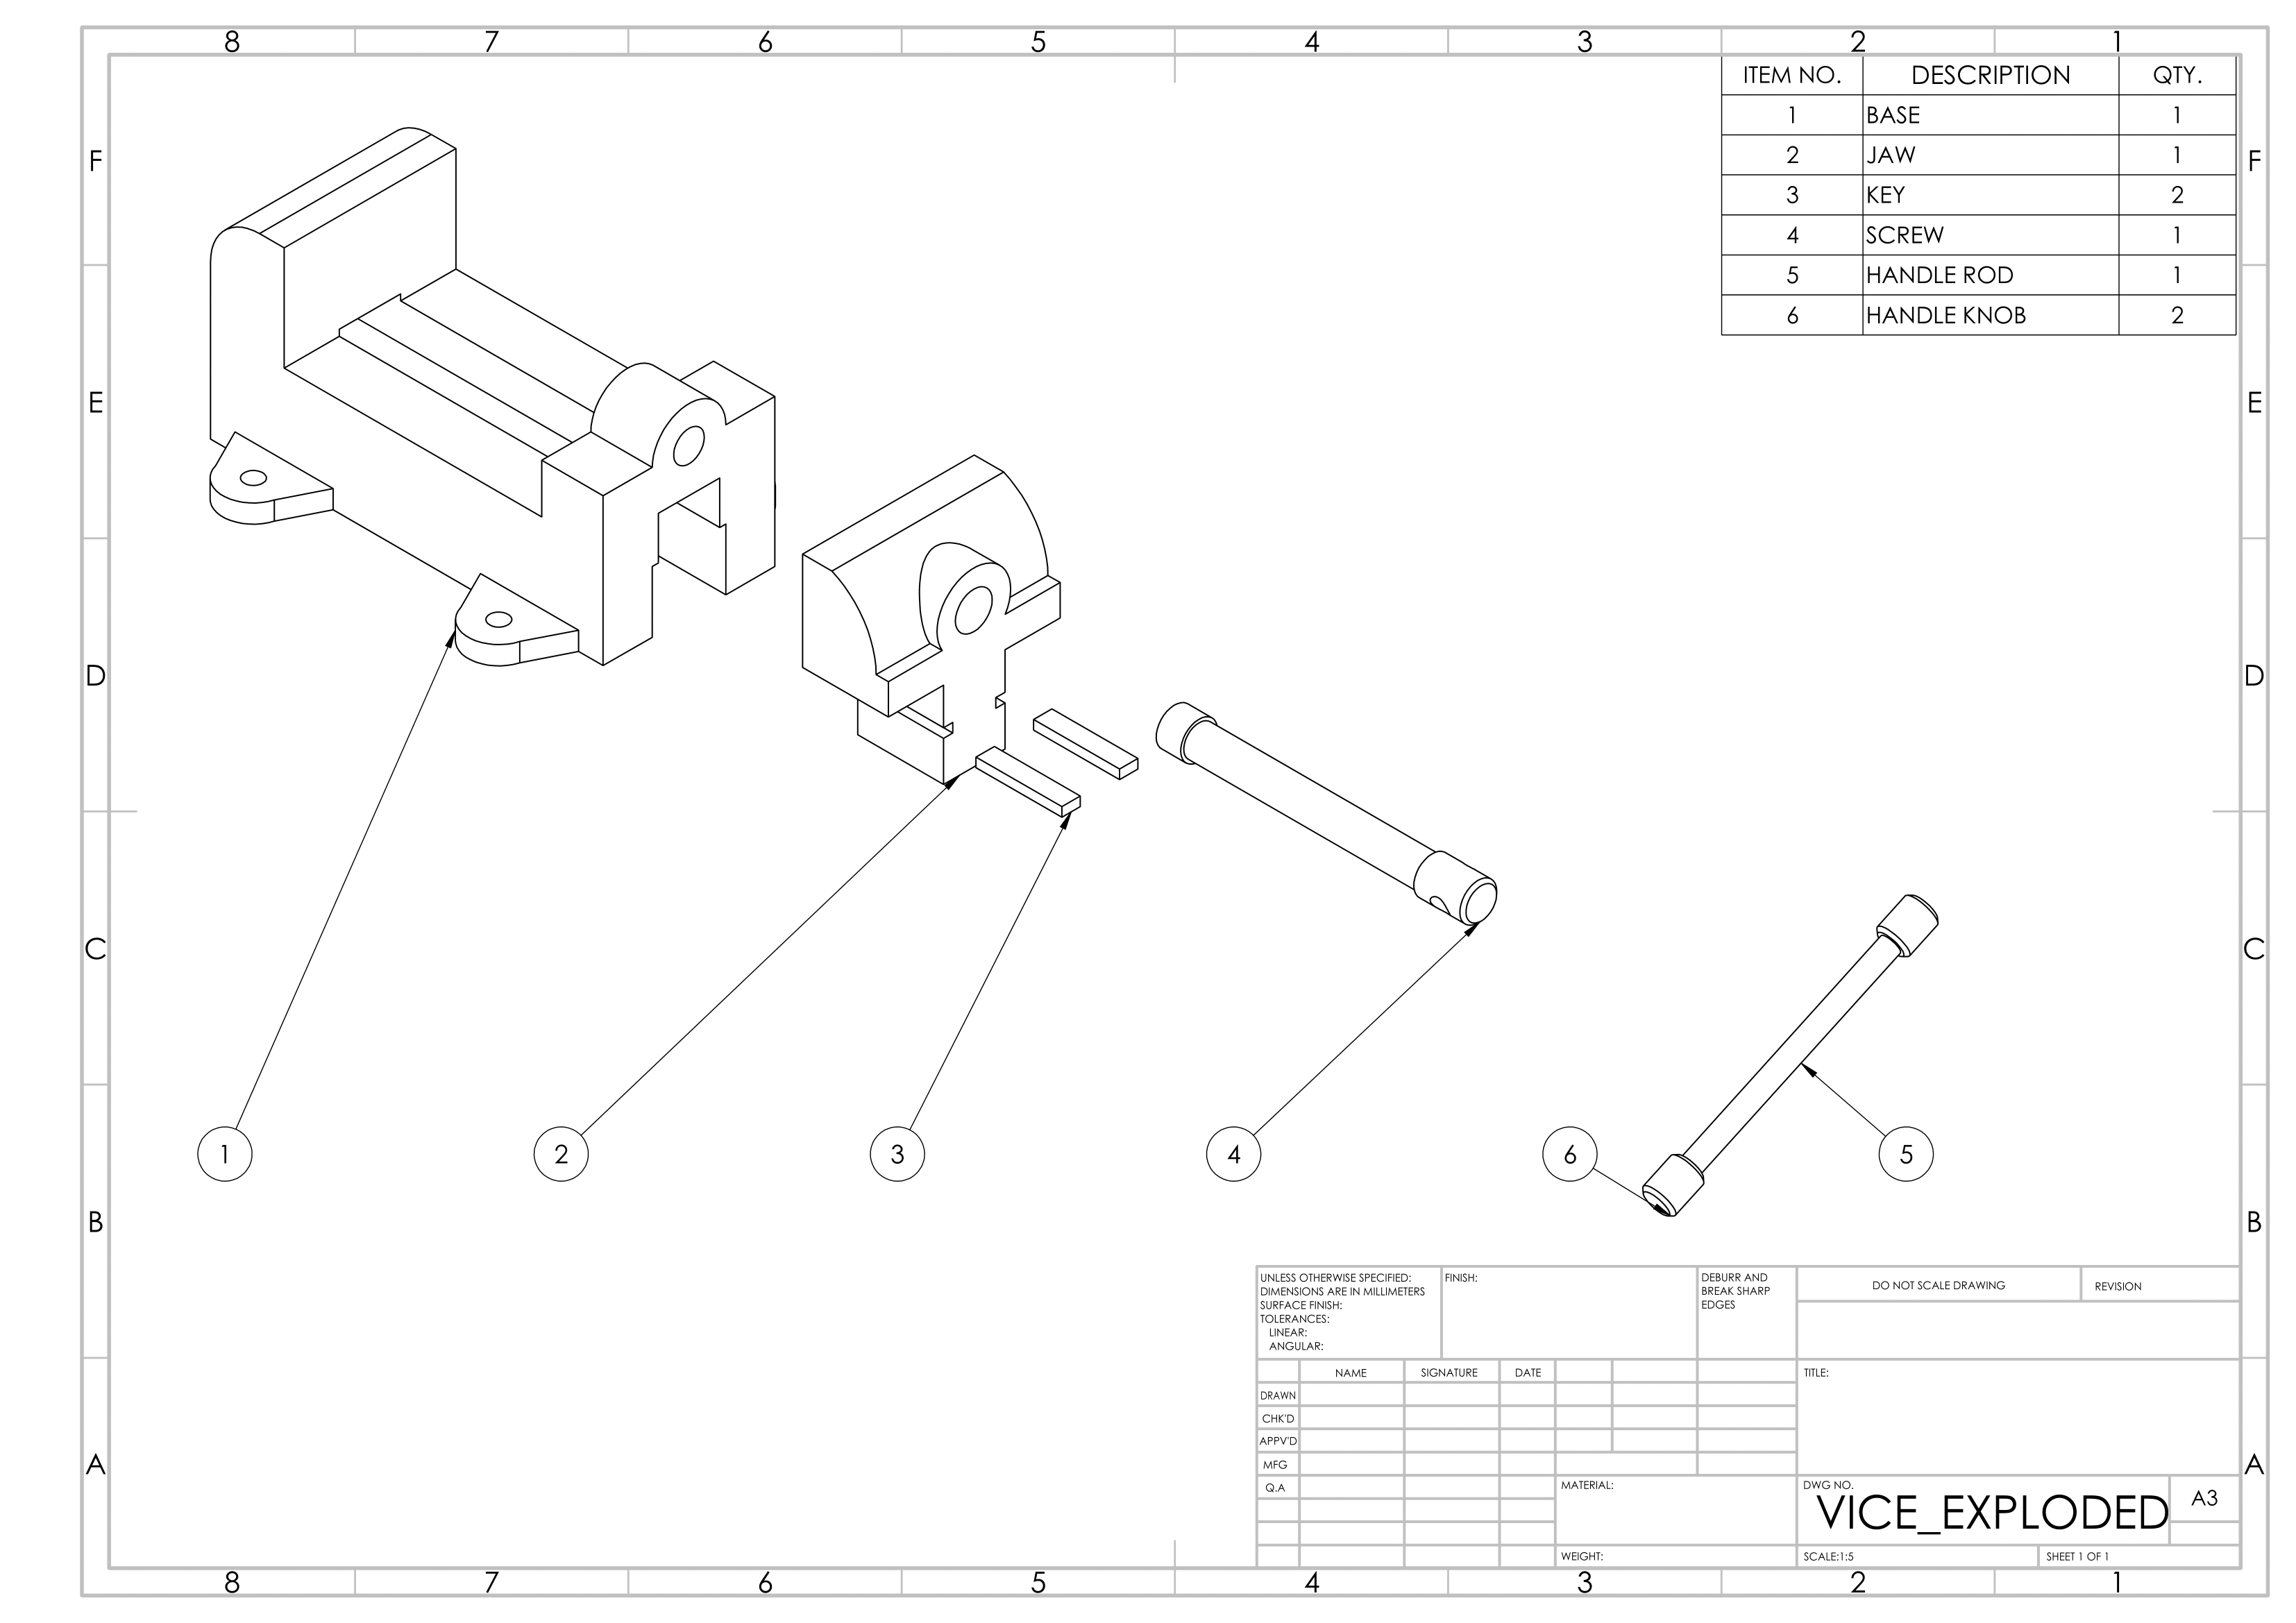 8 7 6 5 4 3 2 1
ITEM NO. DESCRIPTION QTY.
1 BASE 1
F F
2 JAW 1
3 KEY 2
4 SCREW 1
5 HANDLE ROD 1
6 HANDLE KNOB 2
E E
D D
C C
1 2 3 4 6 5
B B
UNLESS OTHERWISE SPECIFIED:
DIMENSIONS ARE IN MILLIMETERS
SURFACE FINISH:
TOLERANCES:
LINEAR:
ANGULAR:
FINISH:
DEBURR AND
BREAK SHARP
EDGES
DO NOT SCALE DRAWING
REVISION
NAME SIGNATURE DATE
TITLE:
DRAWN
CHK'D
APPV'D
MFG
Q.A
A A
MATERIAL:
DWG NO.
VICE_EXPLODED
A3
WEIGHT:
SCALE:1:5
SHEET 1 OF 1
8 7 6 5 4 3 2 1